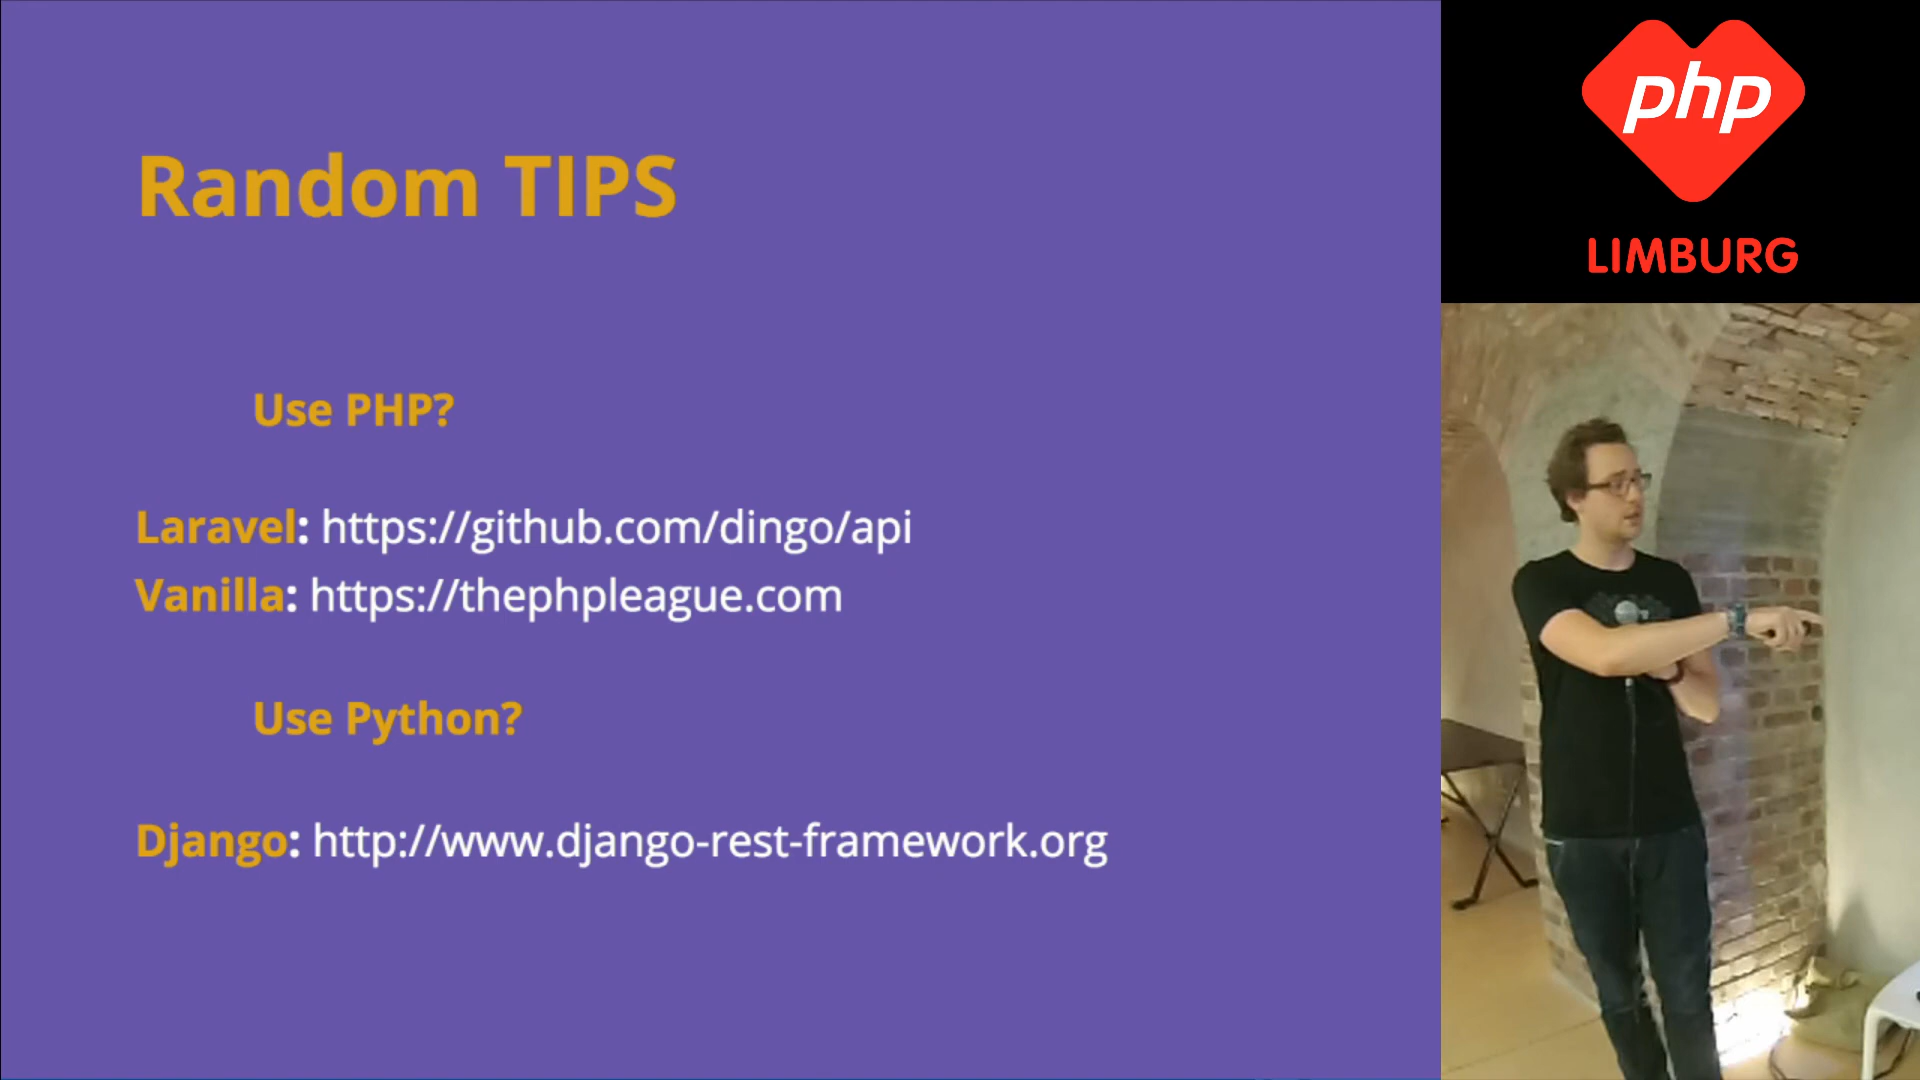 Random TIPS
Use PHP?
Laravel: https://github.com/dingo/api
Vanilla: https://thephpleague.com
Use Python?
Django: http://www.django-rest-framework.org
php
LIMBURG